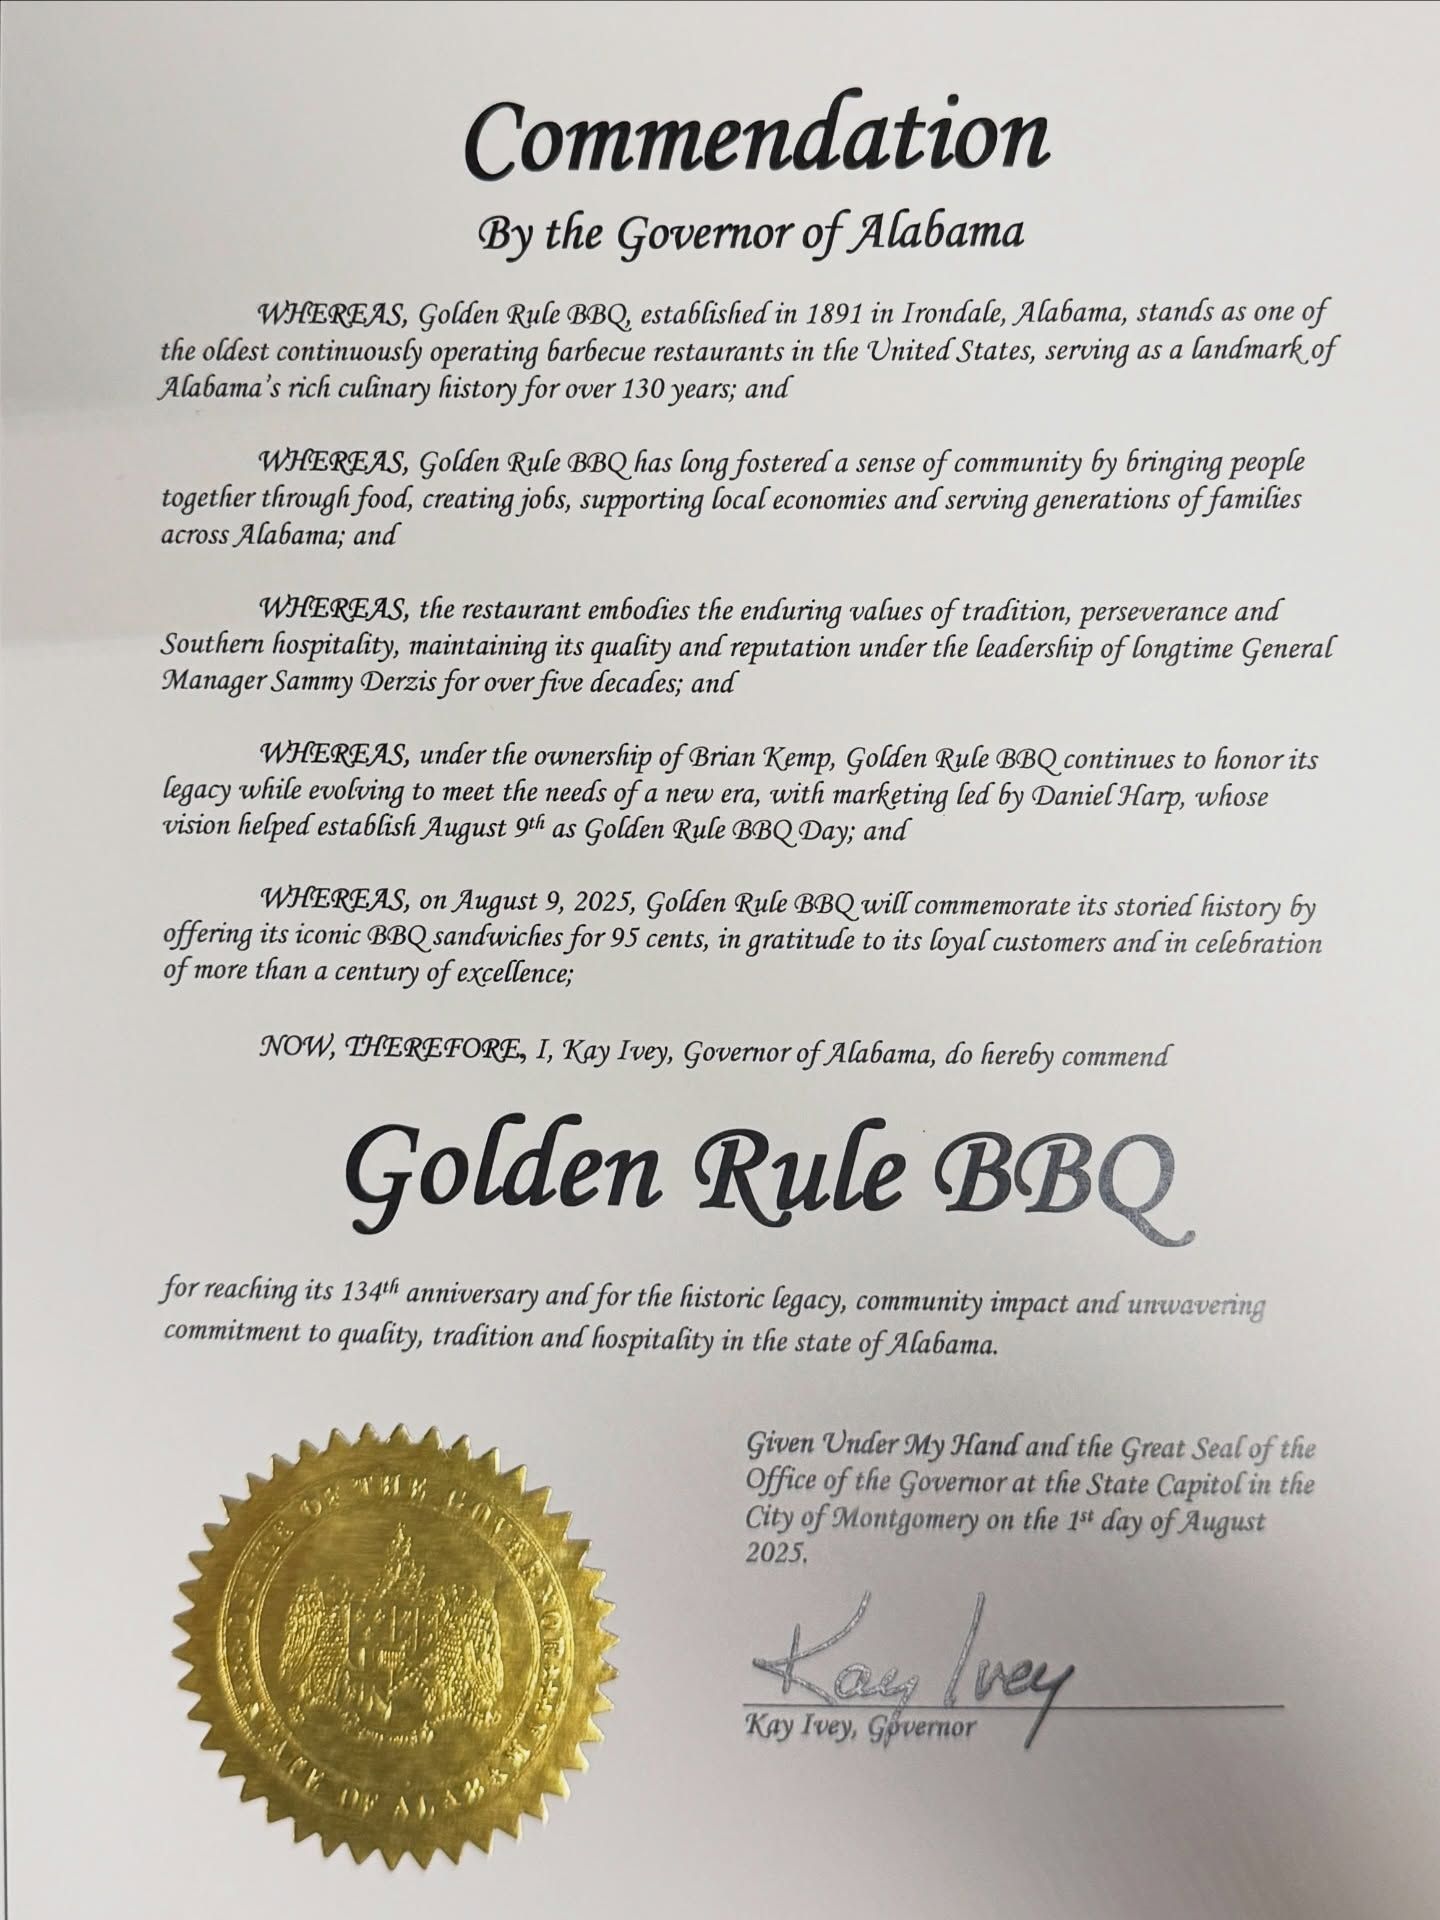 Commendation
By the Governor of Alabama
WHEREAS, Golden Rule BBQ, established in 1891 in Irondale, Alabama, stands as one of
the oldest continuously operating barbecue restaurants in the United States, serving as a landmark of
Alabama's rich culinary history for over 130 years; and
WHEREAS, Golden Rule BBQ has long fostered a sense of community by bringing people
together through food, creating jobs, supporting local economies and serving generations of families
across Alabama; and
WHEREAS, the restaurant embodies the enduring values of tradition, perseverance and
Southern hospitality, maintaining its quality and reputation under the leadership of longtime General
Manager Sammy Derzis for over five decades; and
WHEREAS, under the ownership of Brian Kemp, Golden Rule BBQ continues to honor its
legacy while evolving to meet the needs of a new era, with marketing led by Daniel Harp, whose
vision helped establish August 9th as Golden Rule BBQ Day; and
WHEREAS, on August 9, 2025, Golden Rule BBQ will commemorate its storied history by
offering its iconic BBQ sandwiches for 95 cents, in gratitude to its loyal customers and in celebration
of more than a century of excellence;
NOW, THEREFORE, I, Kay Ivey, Governor of Alabama, do hereby commend
Golden Rule BBQ
for reaching its 134th anniversary and for the historic legacy, community impact and unwavering
commitment to quality, tradition and hospitality in the state of Alabama.
Given Under My Hand and the Great Seal of the
Office of the Governor at the State Capitol in the
City of Montgomery on the 1st day of August
2025.
Kay Ivey
Kay Ivey, Governor
OFFICE OF THE GOVERNOR
STATE OF ALABAMA